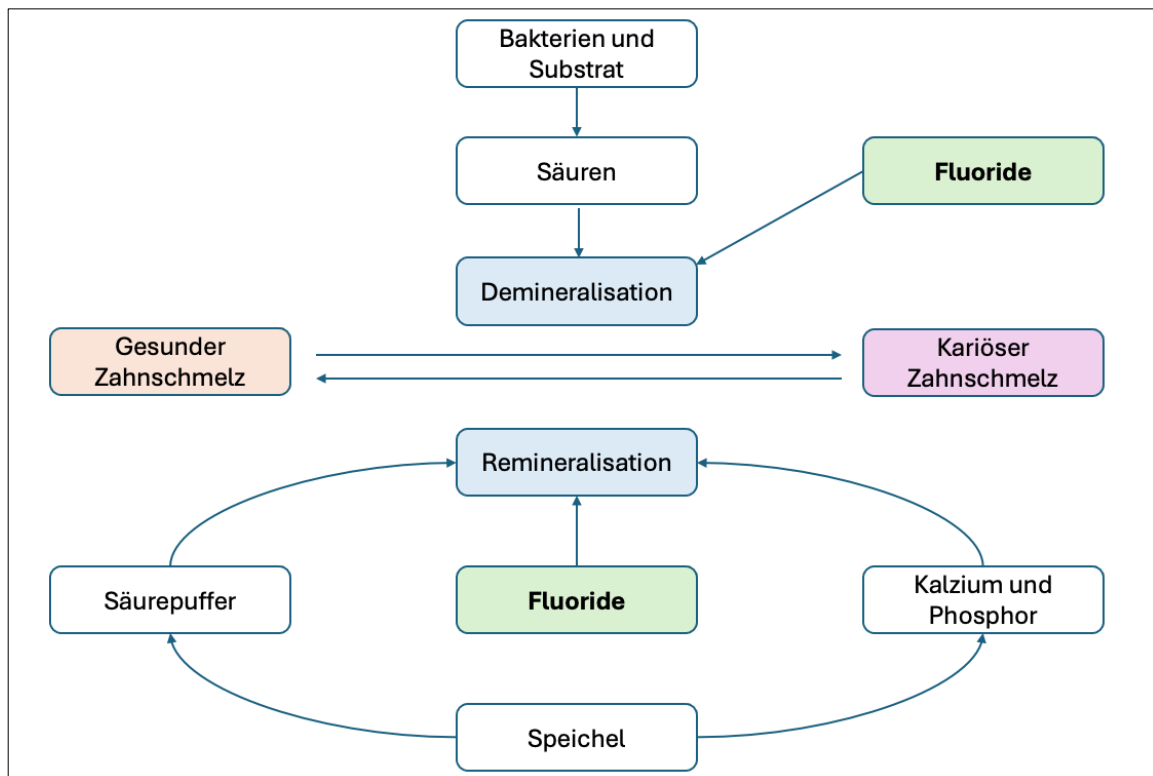 Bakterien und
Substrat
Säuren
Fluoride
Demineralisation
Gesunder
Zahnschmelz
Kariöser
Zahnschmelz
Remineralisation
Säurepuffer
Fluoride
Kalzium und
Phosphor
Speichel